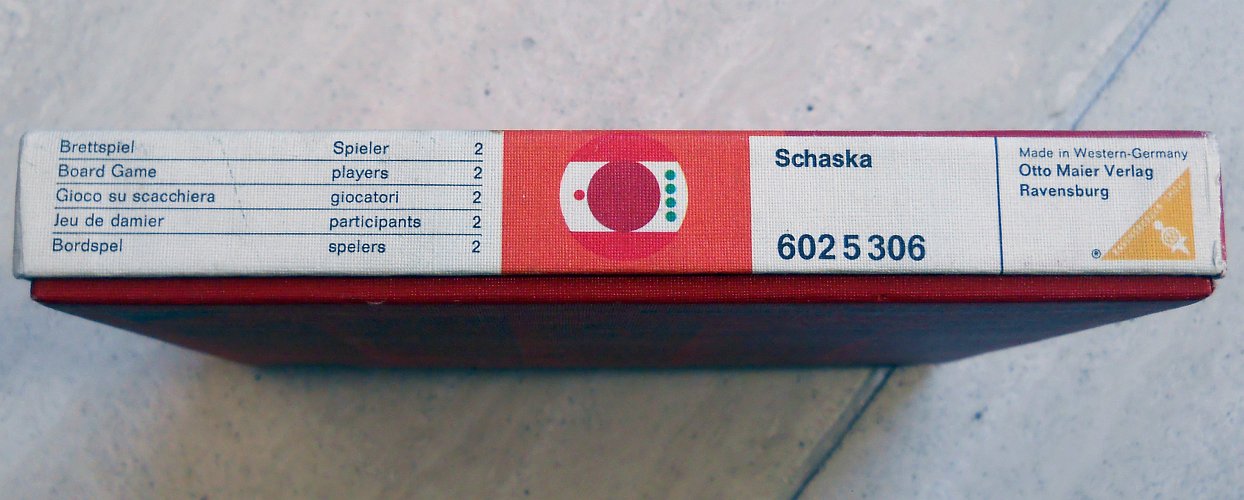 Brettspiel Spieler 2
Board Game players 2
Gioco su scacchiera giocatori 2
Jeu de damier participants 2
Bordspel spelers 2
Schaska
602 5 306
Made in Western-Germany
Otto Maier Verlag
Ravensburg
®